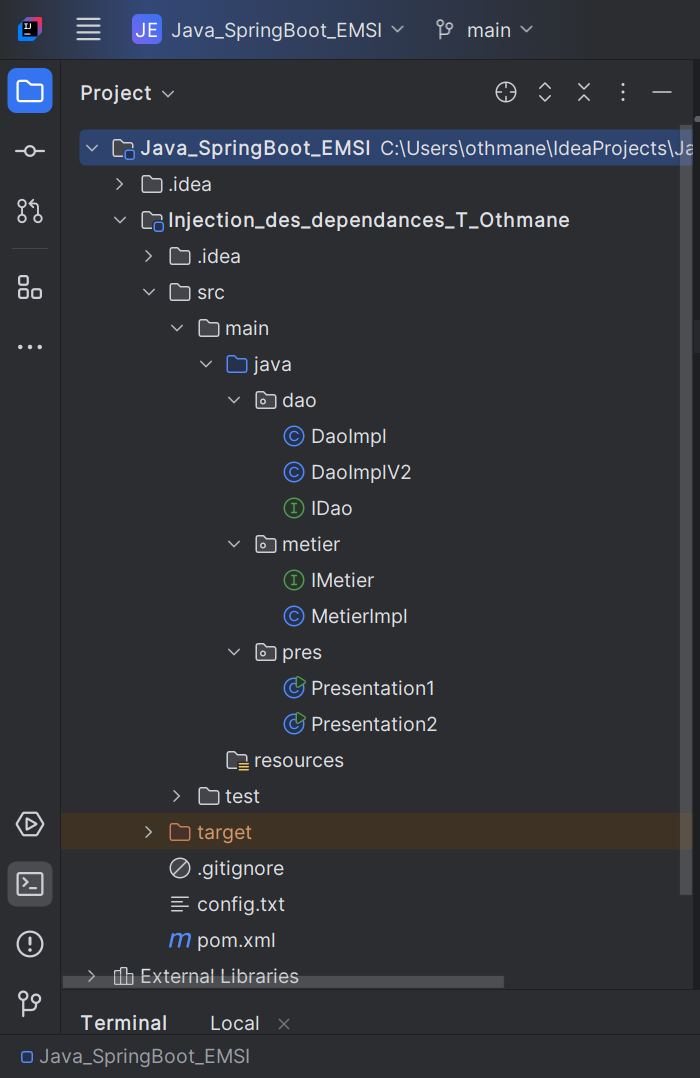 JE Java_SpringBoot_EMSI main
Project
Java_SpringBoot_EMSI C:\Users\othmane\IdeaProjects\Ja
.idea
Injection_des_dependances_T_Othmane
.idea
src
main
java
dao
C DaoImpl
C DaoImplV2
I IDao
metier
I IMetier
C MetierImpl
pres
C Presentation1
C Presentation2
resources
test
target
.gitignore
config.txt
m pom.xml
External Libraries
Terminal Local
Java_SpringBoot_EMSI